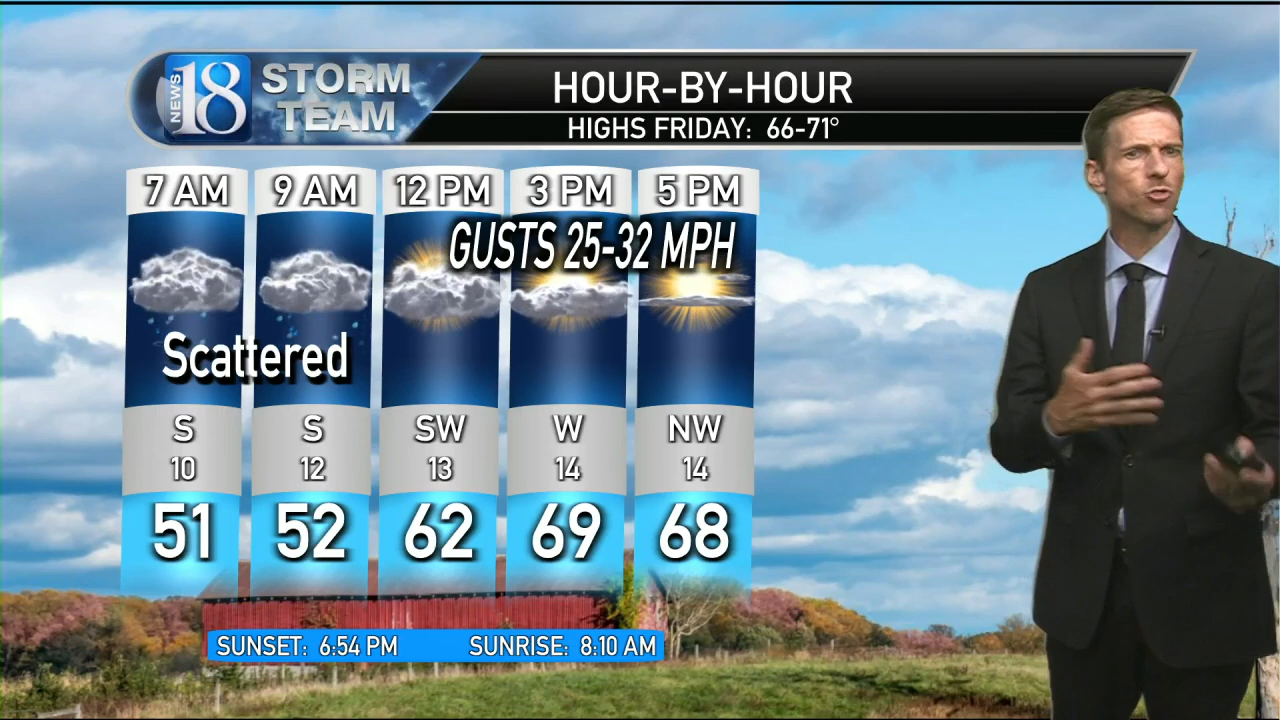 NEWS 18
STORM
TEAM
HOUR-BY-HOUR
HIGHS FRIDAY: 66-71°
7 AM 9 AM 12 PM 3 PM 5 PM
GUSTS 25-32 MPH
Scattered
S S SW W NW
10 12 13 14 14
51 52 62 69 68
SUNSET: 6:54 PM SUNRISE: 8:10 AM